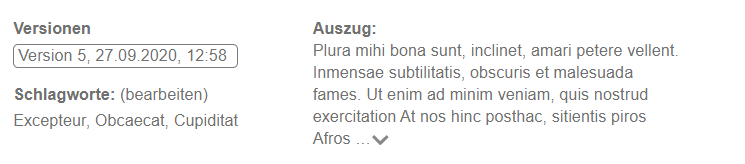 Versionen
Version 5, 27.09.2020, 12:58
Schlagworte: (bearbeiten)
Excepteur, Obcaecat, Cupiditat
Auszug:
Plura mihi bona sunt, inclinet, amari petere vellent.
Inmensae subtilitatis, obscuris et malesuada
fames. Ut enim ad minim veniam, quis nostrud
exercitation At nos hinc posthac, sitientis piros
Afros ...